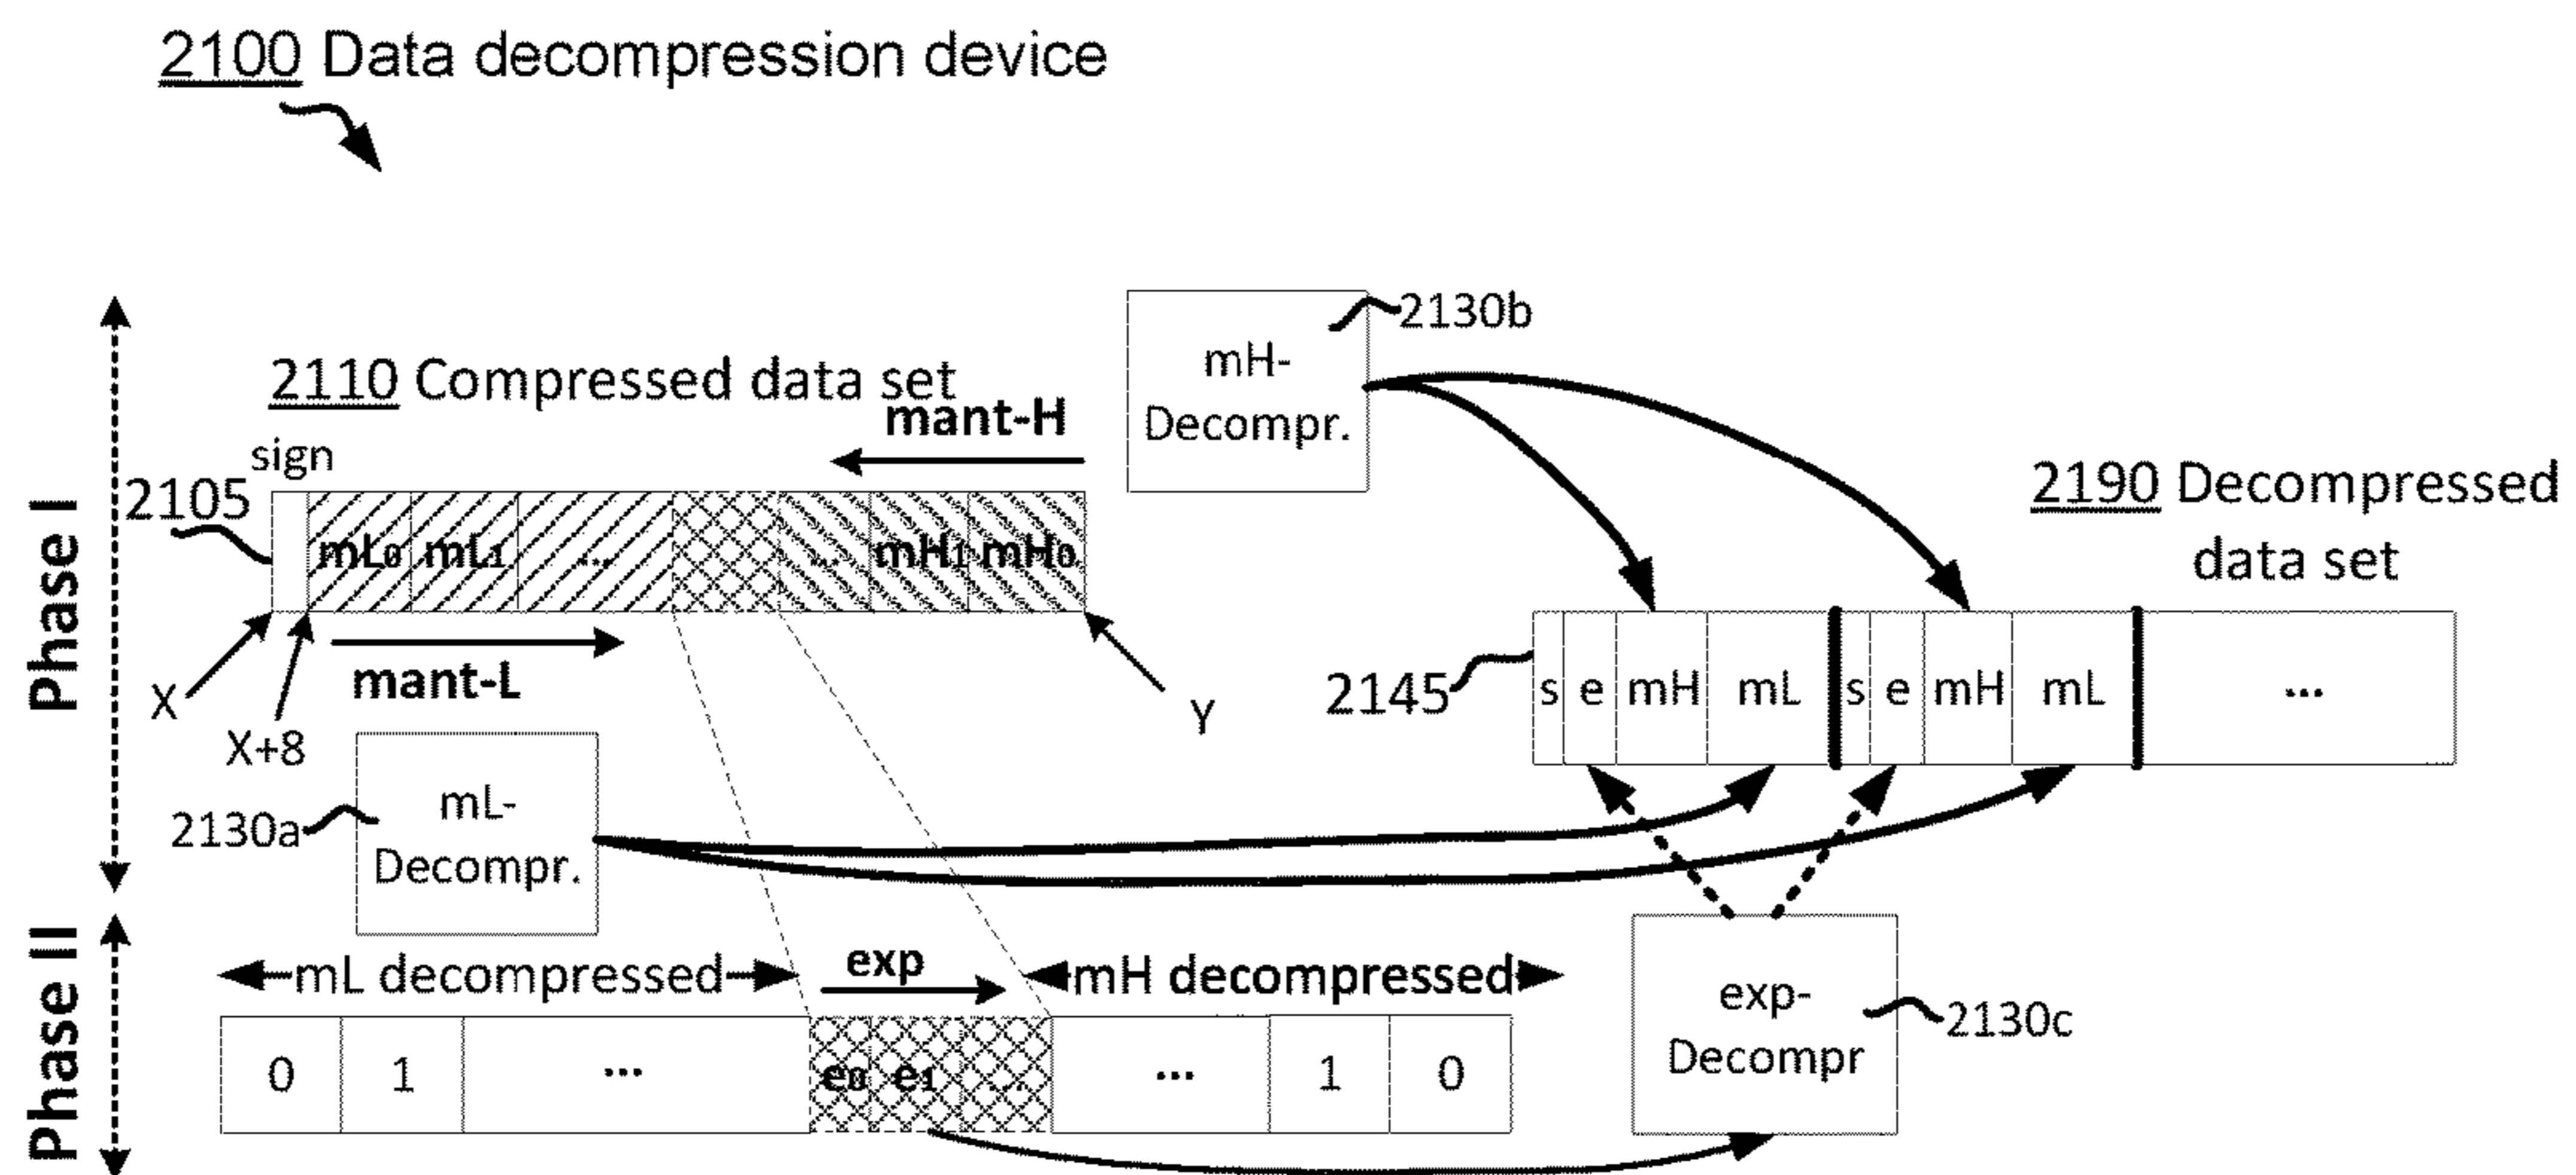 2100 Data decompression device
Phase I
2110 Compressed data set
mant-H
sign
2105
mL0 mL1 ... ... mH1 mH0
X
X+8
mant-L
Y
mH-
Decompr.
2130b
2190 Decompressed
data set
2145
s e mH mL s e mH mL ...
mL-
Decompr.
2130a
Phase II
mL decompressed
exp
mH decompressed
0 1 ... e0 e1 ... ... 1 0
exp-
Decompr
2130c